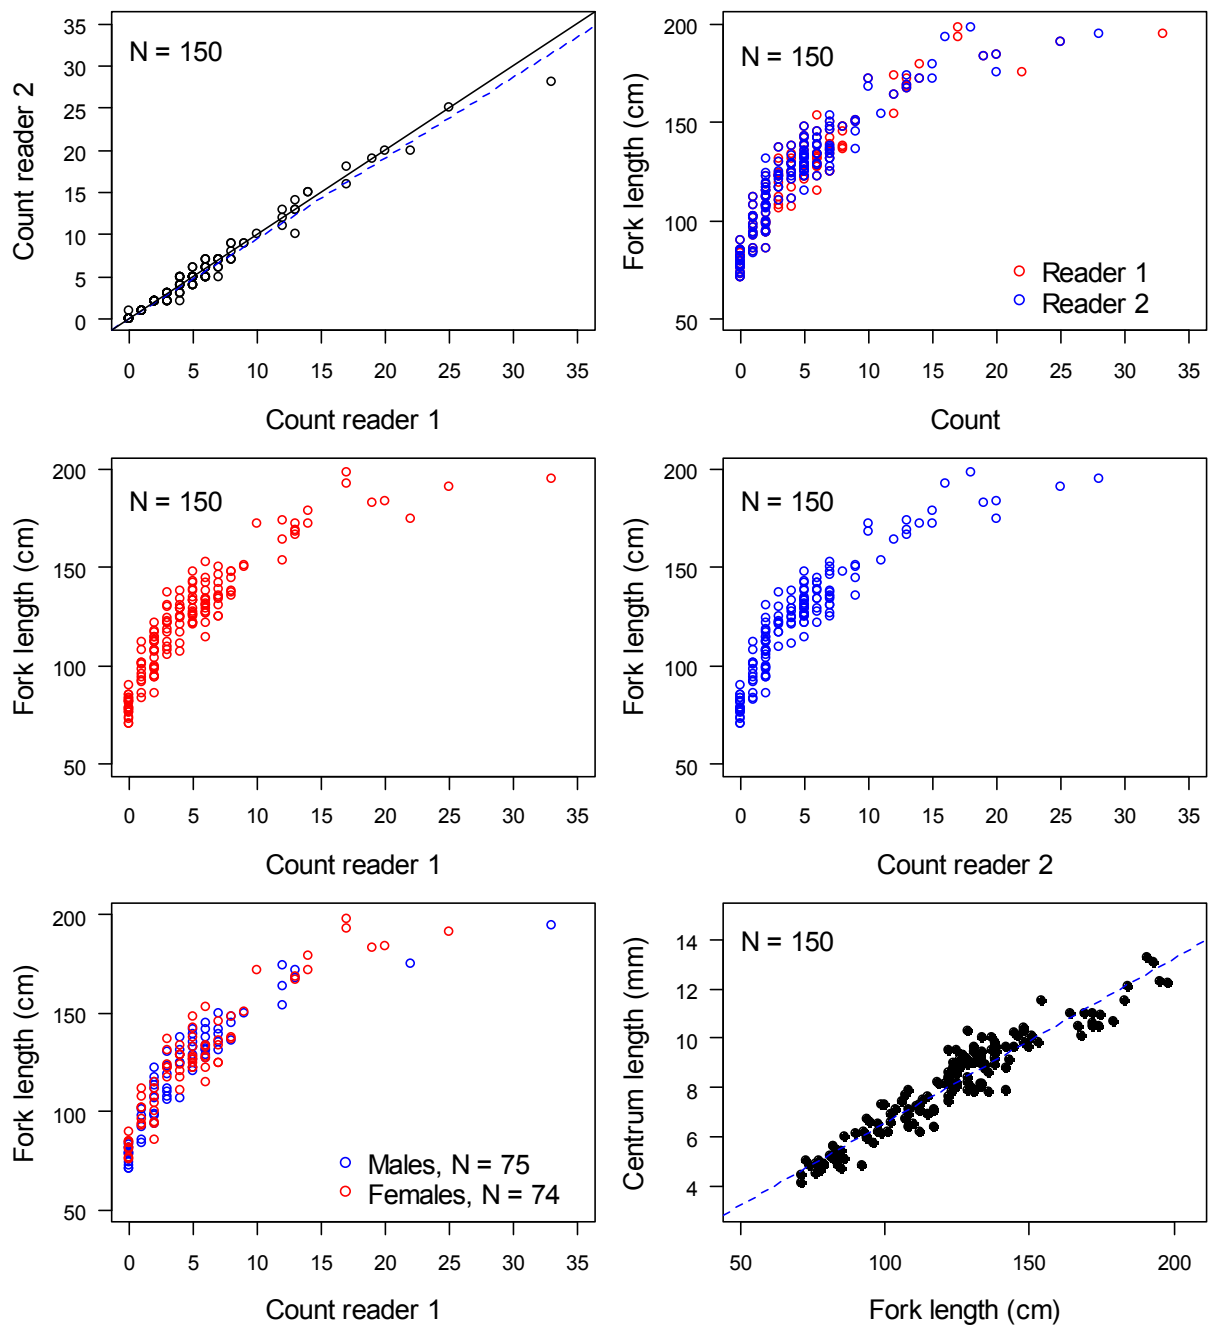 35
30
25
20
15
10
5
0
Count reader 2
N = 150
0 5 10 15 20 25 30 35
Count reader 1
200
150
100
50
Fork length (cm)
N = 150
Reader 1
Reader 2
0 5 10 15 20 25 30 35
Count
200
150
100
50
Fork length (cm)
N = 150
0 5 10 15 20 25 30 35
Count reader 1
200
150
100
50
Fork length (cm)
N = 150
0 5 10 15 20 25 30 35
Count reader 2
200
150
100
50
Fork length (cm)
Males, N = 75
Females, N = 74
0 5 10 15 20 25 30 35
Count reader 1
14
12
10
8
6
4
Centrum length (mm)
N = 150
50 100 150 200
Fork length (cm)